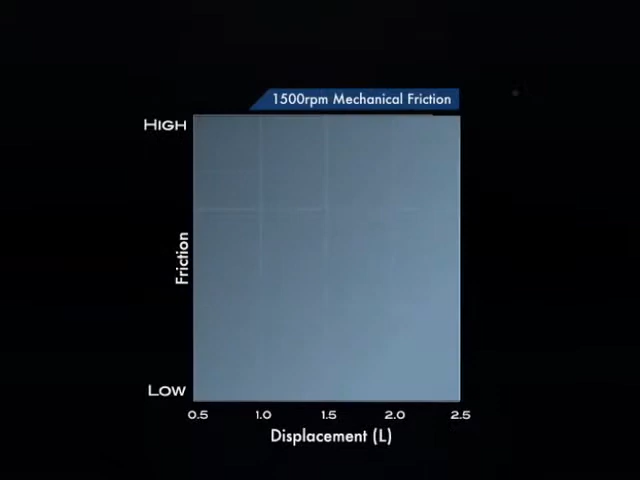 1500rpm Mechanical Friction
HIGH
Friction
LOW
0.5 1.0 1.5 2.0 2.5
Displacement (L)